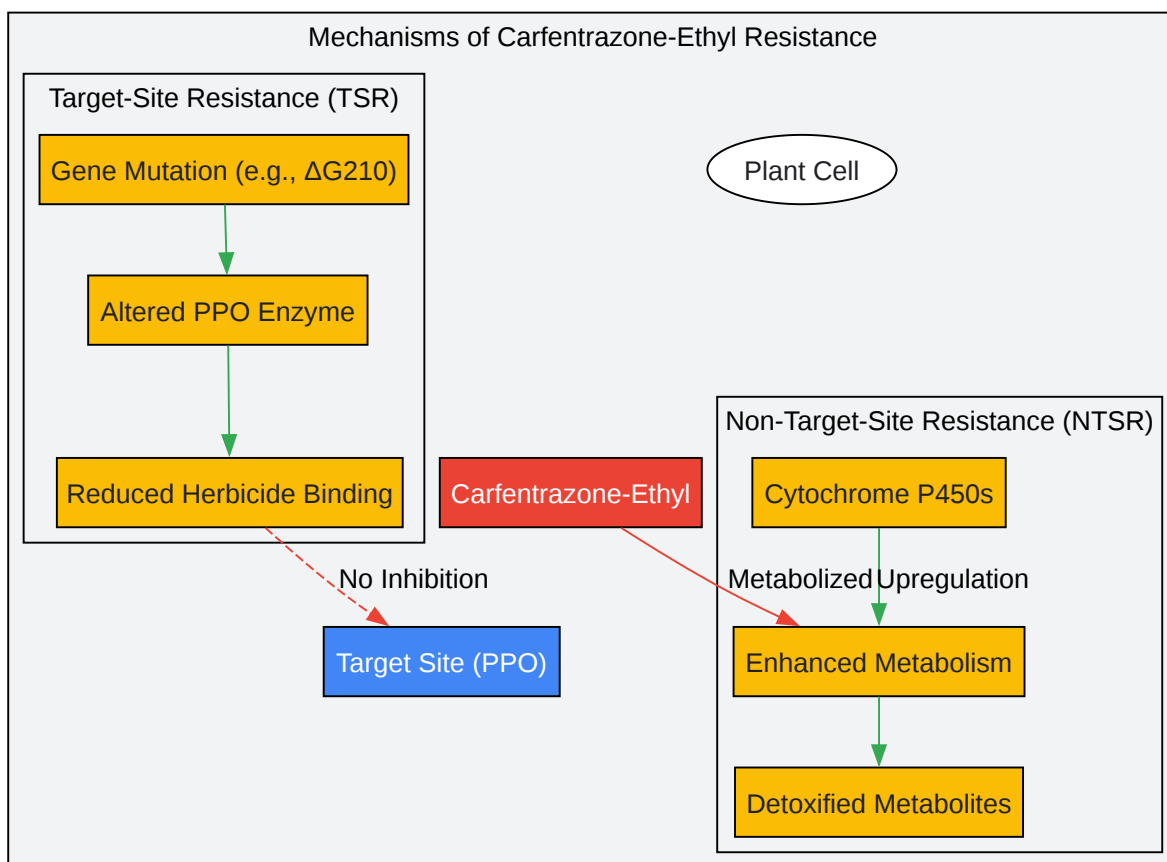 Mechanisms of Carfentrazone-Ethyl Resistance
Target-Site Resistance (TSR)
Gene Mutation (e.g., ΔG210)
Plant Cell
Altered PPO Enzyme
Reduced Herbicide Binding
No Inhibition
Target Site (PPO)
Carfentrazone-Ethyl
Metabolized
Non-Target-Site Resistance (NTSR)
Cytochrome P450s
Upregulation
Enhanced Metabolism
Detoxified Metabolites